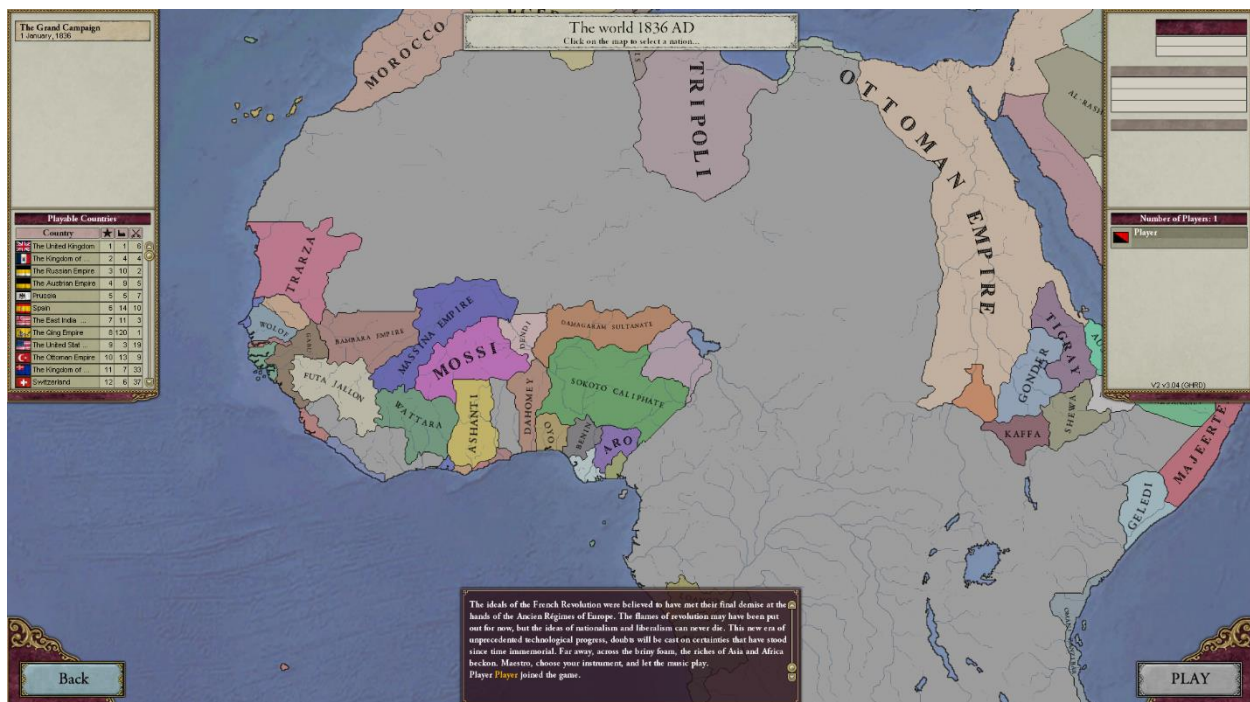 The Grand Campaign
1 January, 1836
The world 1836 AD
Click on the map to select a nation...
Playable Countries
Country
The United Kingdom 1 1 6
The Kingdom of ... 2 4 4
The Russian Empire 3 10 2
The Austrian Empire 4 9 5
Prussia 5 5 7
Spain 6 14 10
The East India ... 7 11 3
The Qing Empire 8 120 1
The United Stat ... 9 3 19
The Ottoman Empire 10 13 9
The Kingdom of ... 11 7 33
Switzerland 12 6 37
MOROCCO
TRIPOLI
OTTOMAN EMPIRE
AL-RASH
TRARZA
WOLOF
BAMBARA EMPIRE
MASSINA EMPIRE
MOSSI
DENDI
DAMAGARAM SULTANATE
FUTA JALLON
WATTARA
ASHANTI
DAHOMEY
OYO
SOKOTO CALIPHATE
BENIN
ARO
TIGRAY
GONDER
SHEWA
KAFFA
GELEDI
MAJEERTE
Number of Players: 1
Player
V2 v3.04 (OHRD)
The ideals of the French Revolution were believed to have met their final demise at the
hands of the Ancien Régimes of Europe. The flames of revolution may have been put
out for now, but the ideas of nationalism and liberalism can never die. This new era of
unprecedented technological progress, doubts will be cast on certainties that have stood
since time immemorial. Far away, across the briny foam, the riches of Asia and Africa
beckon. Maestro, choose your instrument, and let the music play.
Player Player joined the game.
Back
PLAY